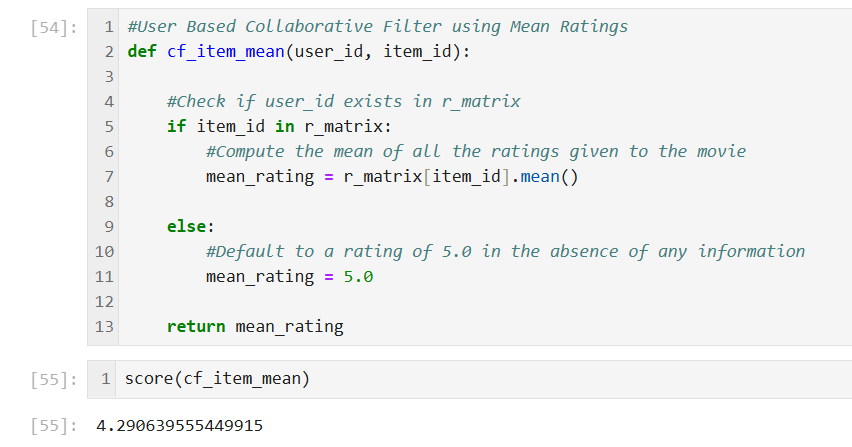 [54]:
1 #User Based Collaborative Filter using Mean Ratings
2 def cf_item_mean(user_id, item_id):
3
4     #Check if user_id exists in r_matrix
5     if item_id in r_matrix:
6         #Compute the mean of all the ratings given to the movie
7         mean_rating = r_matrix[item_id].mean()
8
9     else:
10         #Default to a rating of 5.0 in the absence of any information
11         mean_rating = 5.0
12
13     return mean_rating
[55]:
1 score(cf_item_mean)
[55]: 4.290639555449915